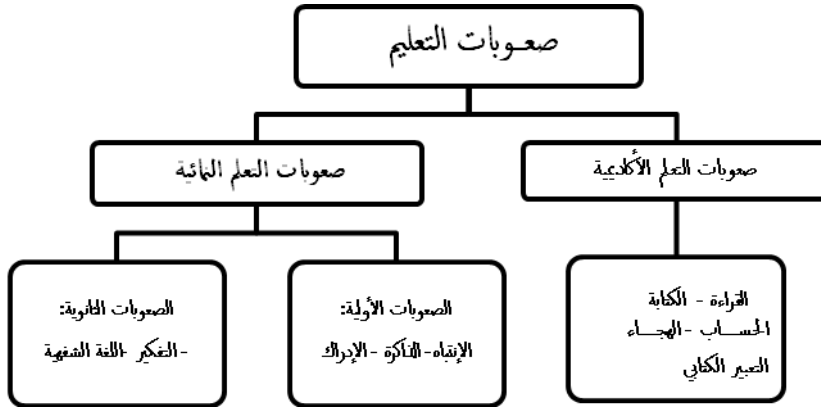 صعوبات التعليم
صعوبات التعلم الأكاديمية
صعوبات التعلم النمائية
القراءة - الكتابة
الحساب - الهجاء
التعبير الكتابي
الصعوبات الأولية:
الإنتباه - الذاكرة - الإدراك
الصعوبات الثانوية:
- التفكير - اللغة الشفهية